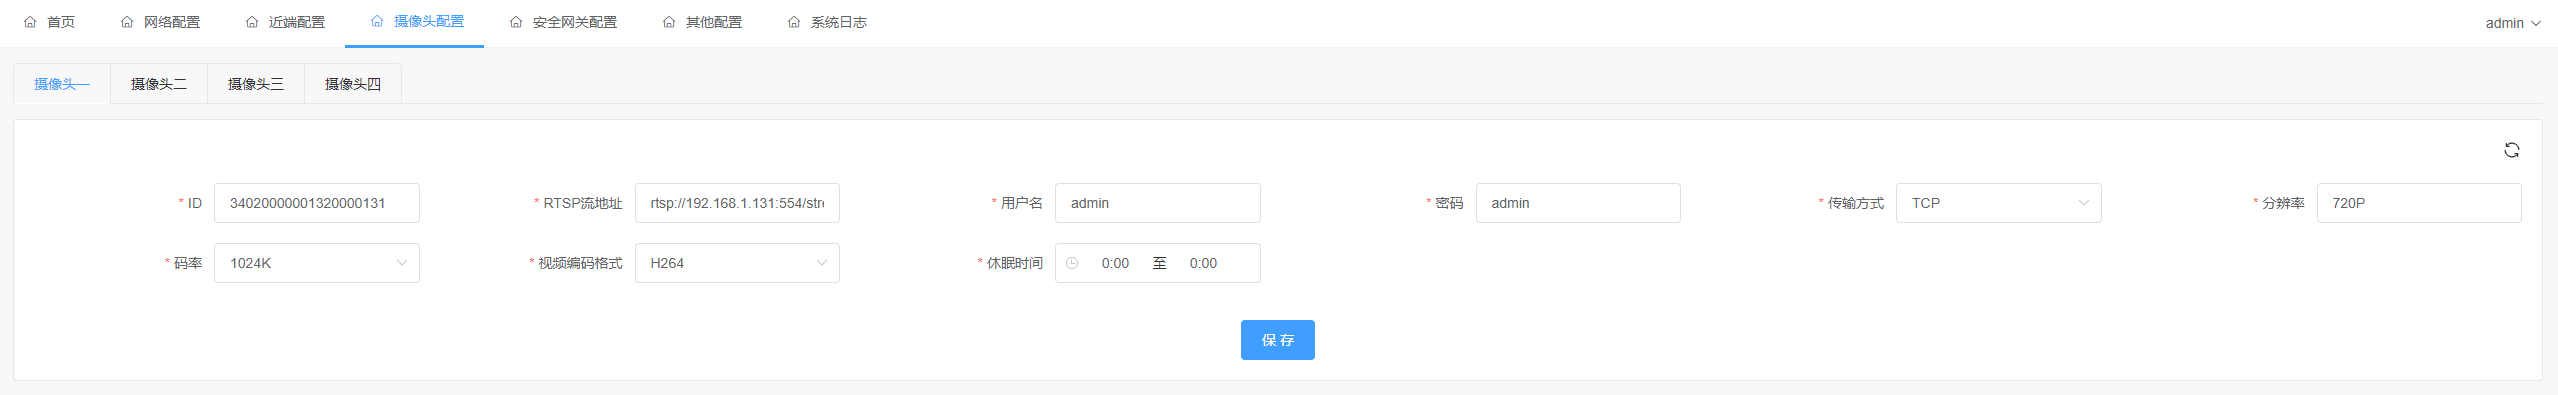 首页 网络配置 近端配置 摄像头配置 安全网关配置 其他配置 系统日志 admin
摄像头一 摄像头二 摄像头三 摄像头四
* ID 34020000001320000131 * RTSP流地址 rtsp://192.168.1.131:554/stre * 用户名 admin * 密码 admin * 传输方式 TCP * 分辨率 720P
* 码率 1024K * 视频编码格式 H264 * 休眠时间 0:00 至 0:00
保存